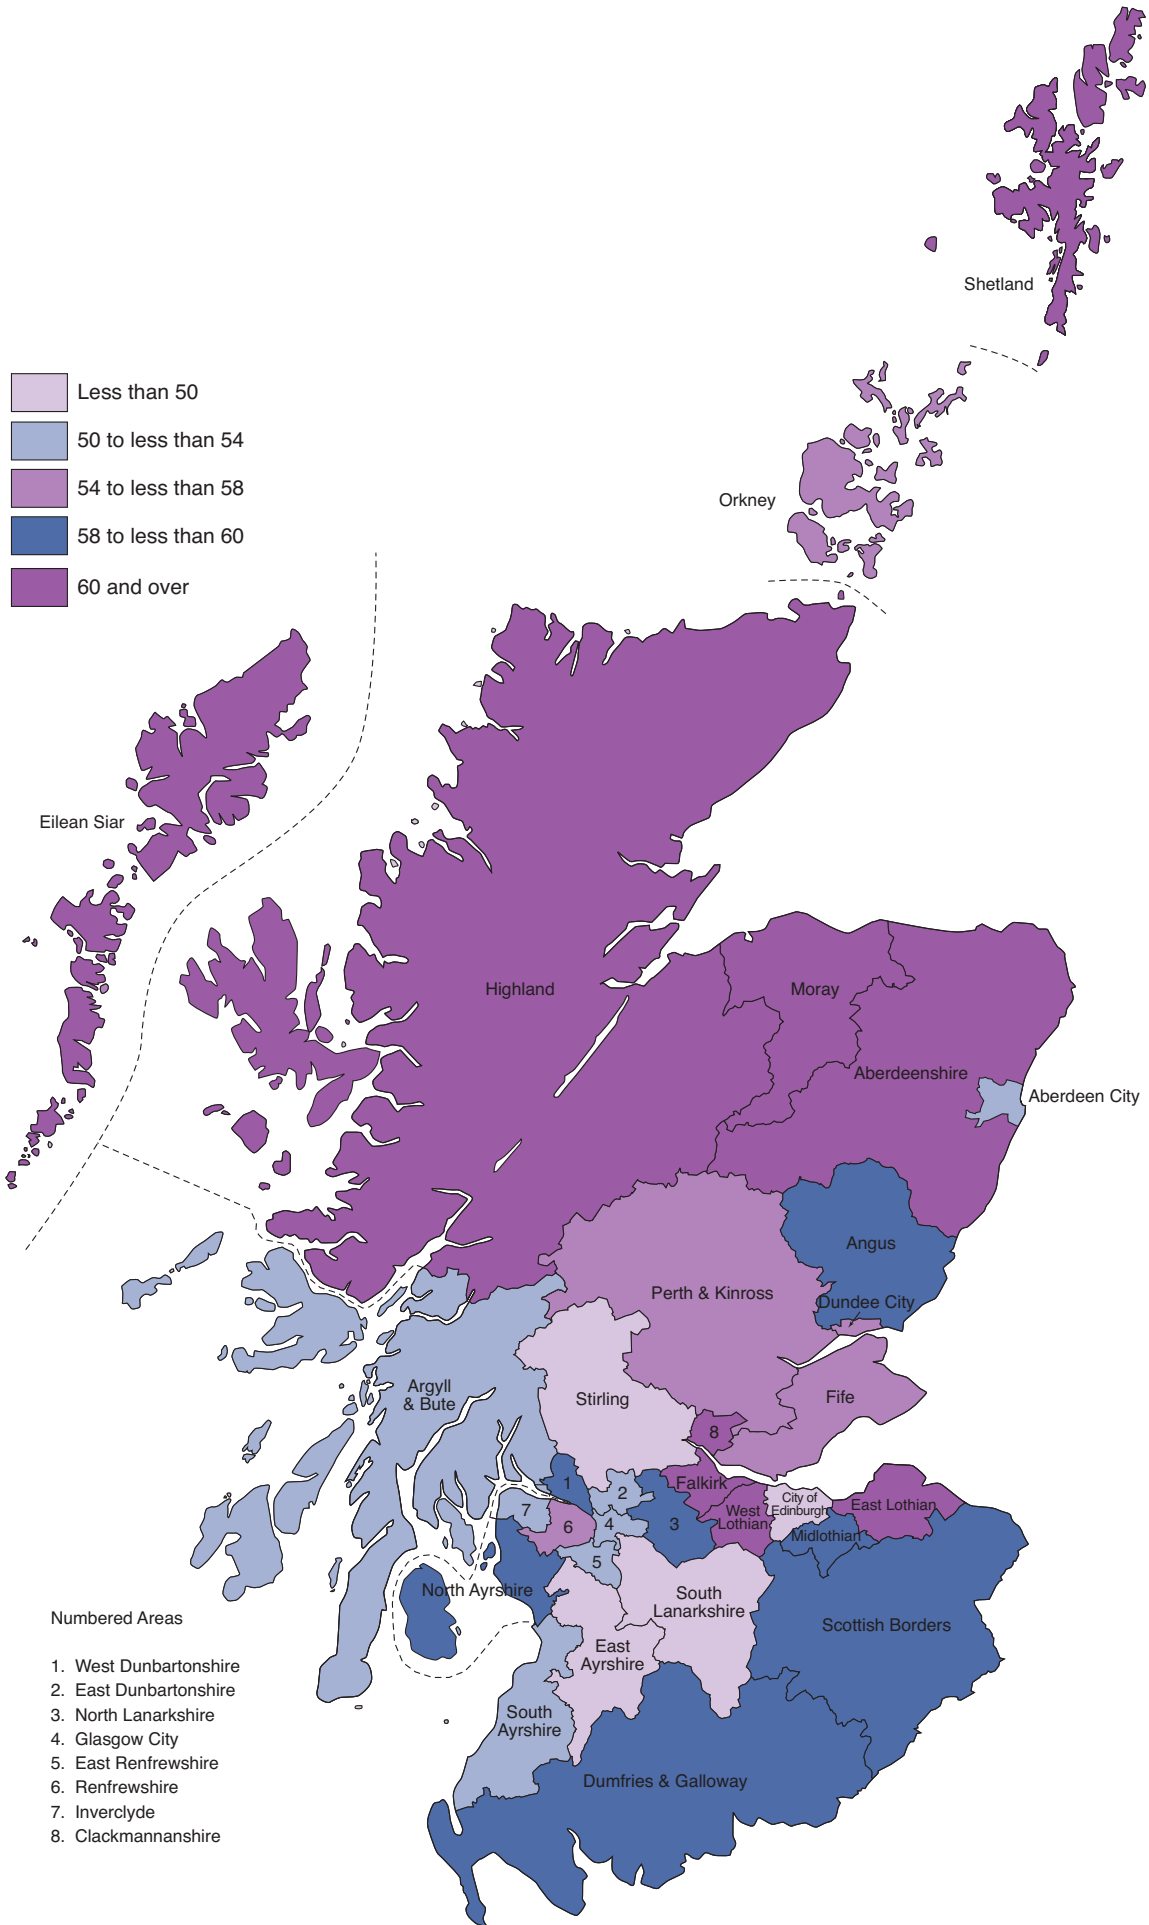 Shetland
Less than 50
50 to less than 54
54 to less than 58
58 to less than 60
60 and over
Orkney
Eilean Siar
Highland
Moray
Aberdeenshire
Aberdeen City
Angus
Perth & Kinross
Dundee City
Argyll
& Bute
Stirling
Fife
8
1
2
Falkirk
City of
Edinburgh
East Lothian
7
6
4
3
West
Lothian
Midlothian
5
North Ayrshire
South
Lanarkshire
Scottish Borders
East
Ayrshire
South
Ayrshire
Dumfries & Galloway
Numbered Areas
1. West Dunbartonshire
2. East Dunbartonshire
3. North Lanarkshire
4. Glasgow City
5. East Renfrewshire
6. Renfrewshire
7. Inverclyde
8. Clackmannanshire